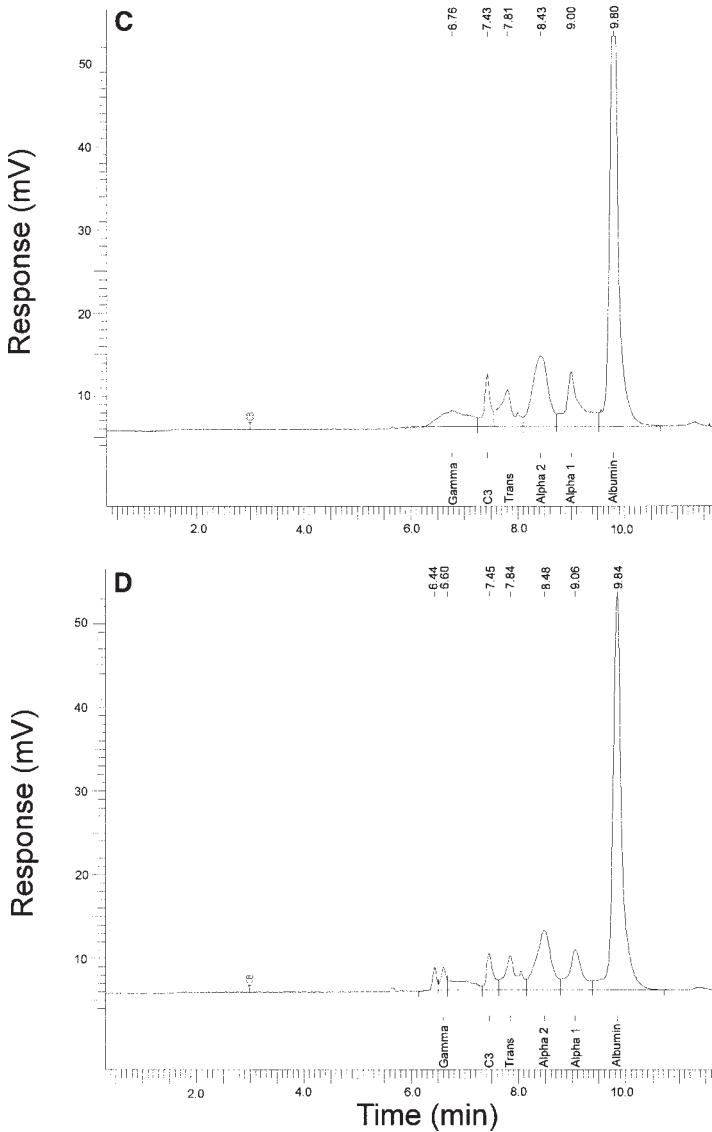 C
-6.76
-7.43
-7.81
-8.43
-9.00
-9.80
Response (mV)
50
40
30
20
10
Gamma -
C3 -
Trans -
Alpha 2 -
Alpha 1 -
Albumin -
2.0 4.0 6.0 8.0 10.0
D
-6.44
-6.60
-7.45
-7.84
-8.48
-9.06
-9.84
Response (mV)
50
40
30
20
10
Gamma -
C3 -
Trans -
Alpha 2 -
Alpha 1 -
Albumin -
2.0 4.0 6.0 8.0 10.0
Time (min)